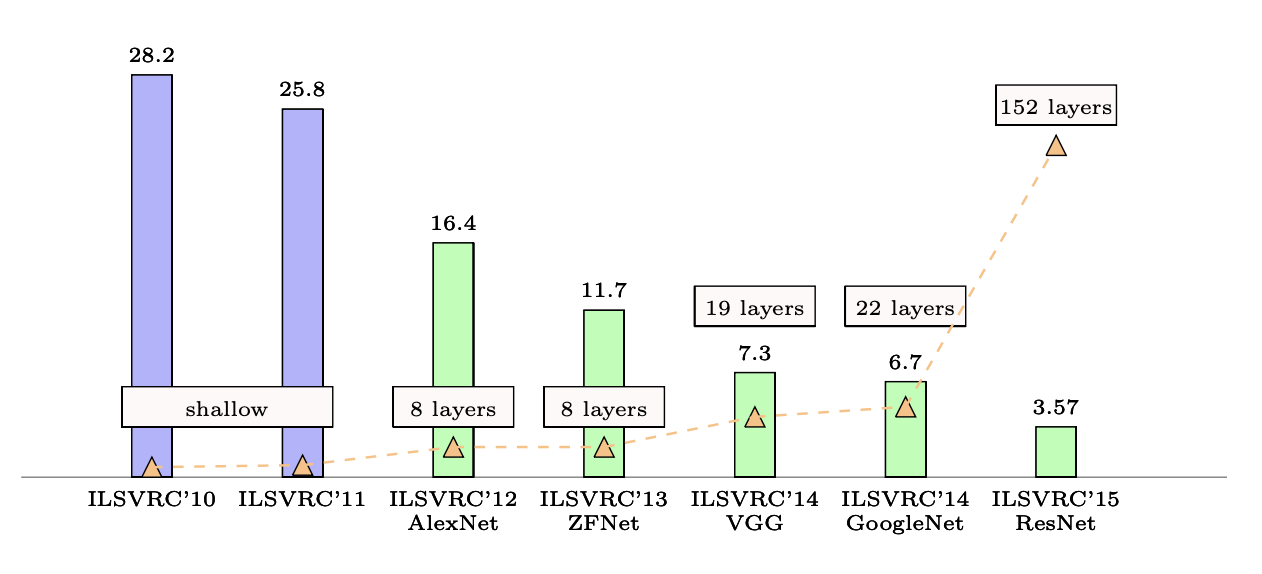 28.2
25.8
16.4
11.7
7.3
6.7
3.57
shallow
8 layers
8 layers
19 layers
22 layers
152 layers
ILSVRC'10
ILSVRC'11
ILSVRC'12
AlexNet
ILSVRC'13
ZFNet
ILSVRC'14
VGG
ILSVRC'14
GoogleNet
ILSVRC'15
ResNet